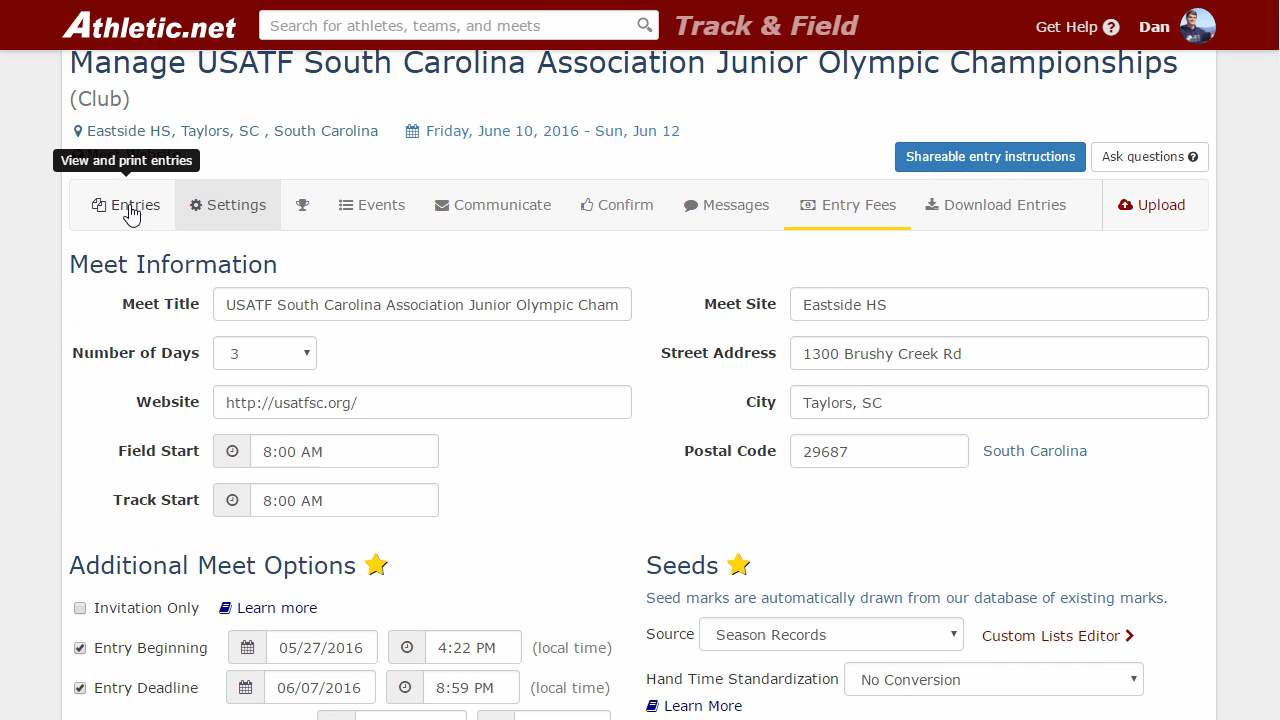 Athletic.net
Search for athletes, teams, and meets
Track & Field
Get Help
Dan
Manage USATF South Carolina Association Junior Olympic Championships
(Club)
Eastside HS, Taylors, SC , South Carolina
Friday, June 10, 2016 - Sun, Jun 12
View and print entries
Shareable entry instructions
Ask questions
Entries
Settings
Events
Communicate
Confirm
Messages
Entry Fees
Download Entries
Upload
Meet Information
Meet Title
USATF South Carolina Association Junior Olympic Cham
Meet Site
Eastside HS
Number of Days
3
Street Address
1300 Brushy Creek Rd
Website
http://usatfsc.org/
City
Taylors, SC
Field Start
8:00 AM
Postal Code
29687
South Carolina
Track Start
8:00 AM
Additional Meet Options
Seeds
Invitation Only
Learn more
Seed marks are automatically drawn from our database of existing marks.
Source
Season Records
Custom Lists Editor
Entry Beginning
05/27/2016
4:22 PM
(local time)
Hand Time Standardization
No Conversion
Entry Deadline
06/07/2016
8:59 PM
(local time)
Learn More